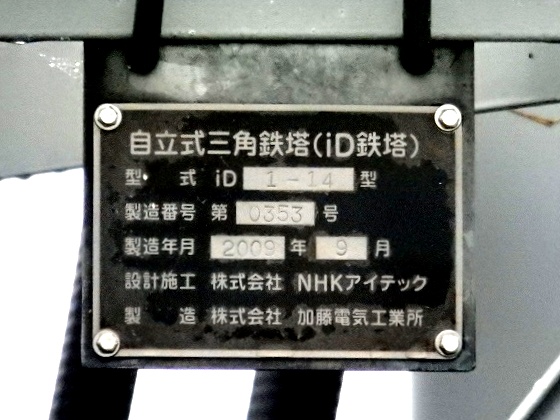 自立式三角鉄塔(iD鉄塔)
型 式 iD 1-14 型
製造番号 第 0353 号
製造年月 2009 年 9 月
設計施工 株式会社 NHKアイテック
製 造 株式会社 加藤電気工業所